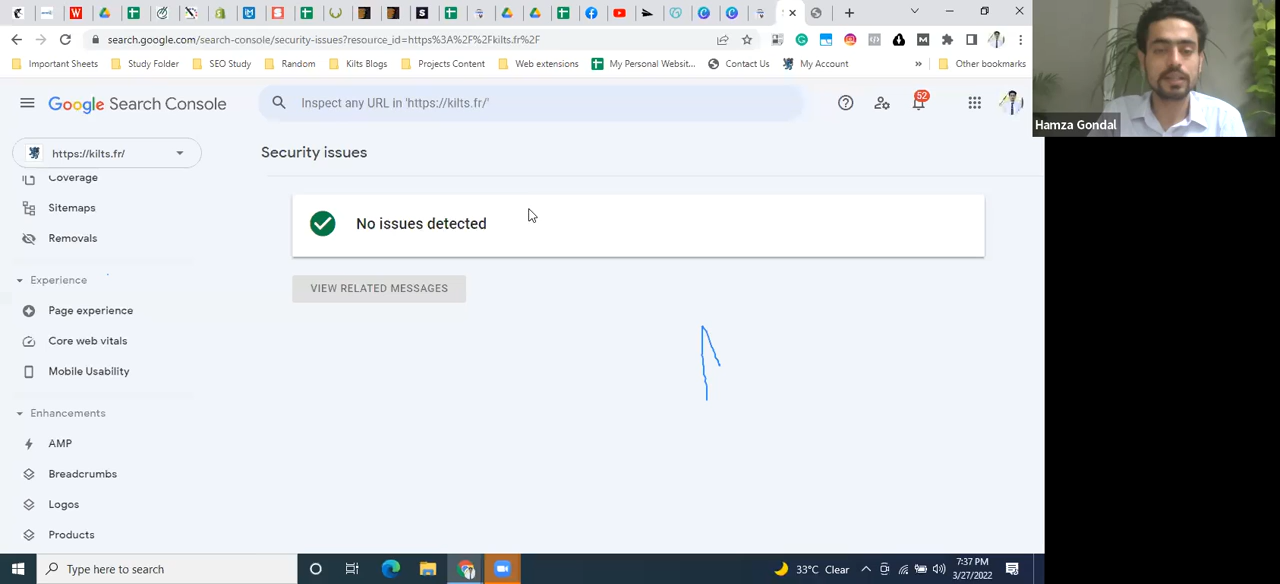 search.google.com/search-console/security-issues?resource_id=https%3A%2F%2Fkilts.fr%2F
Important Sheets
Study Folder
SEO Study
Random
Kilts Blogs
Projects Content
Web extensions
My Personal Websit...
Contact Us
My Account
»
Other bookmarks
Google Search Console
Inspect any URL in 'https://kilts.fr/'
52
Hamza Gondal
https://kilts.fr/
Security issues
Coverage
Sitemaps
Removals
Experience
Page experience
Core web vitals
Mobile Usability
Enhancements
AMP
Breadcrumbs
Logos
Products
No issues detected
VIEW RELATED MESSAGES
Type here to search
33°C Clear
7:37 PM
3/27/2022